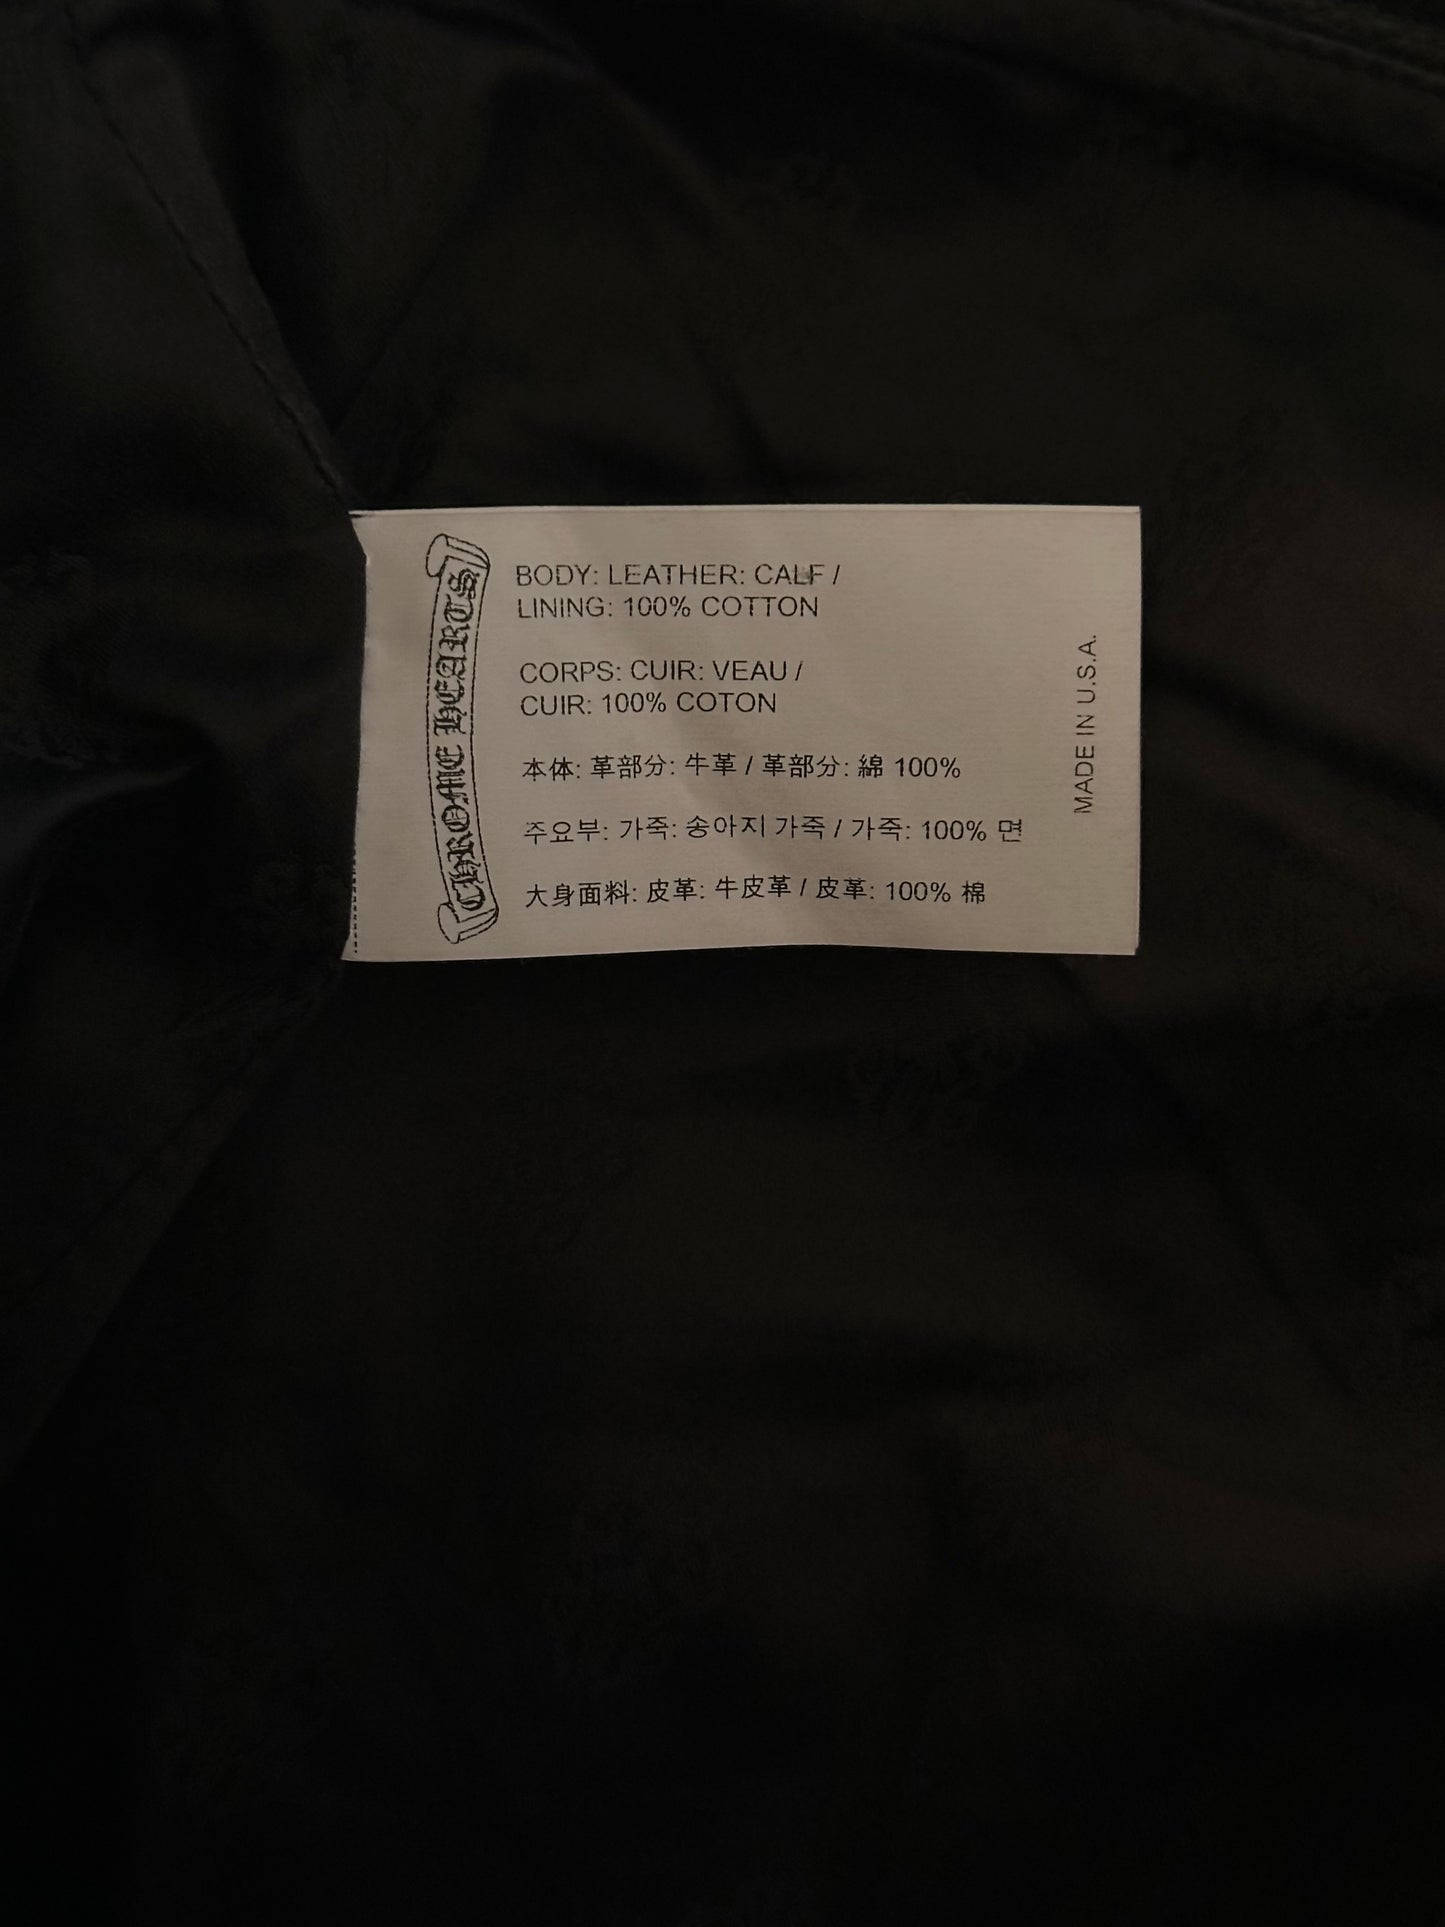 CHROME HEARTS
BODY: LEATHER: CALF /
LINING: 100% COTTON
CORPS: CUIR: VEAU /
CUIR: 100% COTON
本体: 革部分: 牛革 / 革部分: 綿 100%
주요부: 가죽: 송아지 가죽 / 가죽: 100% 면
大身面料: 皮革: 牛皮革 / 皮革: 100% 棉
MADE IN U.S.A.